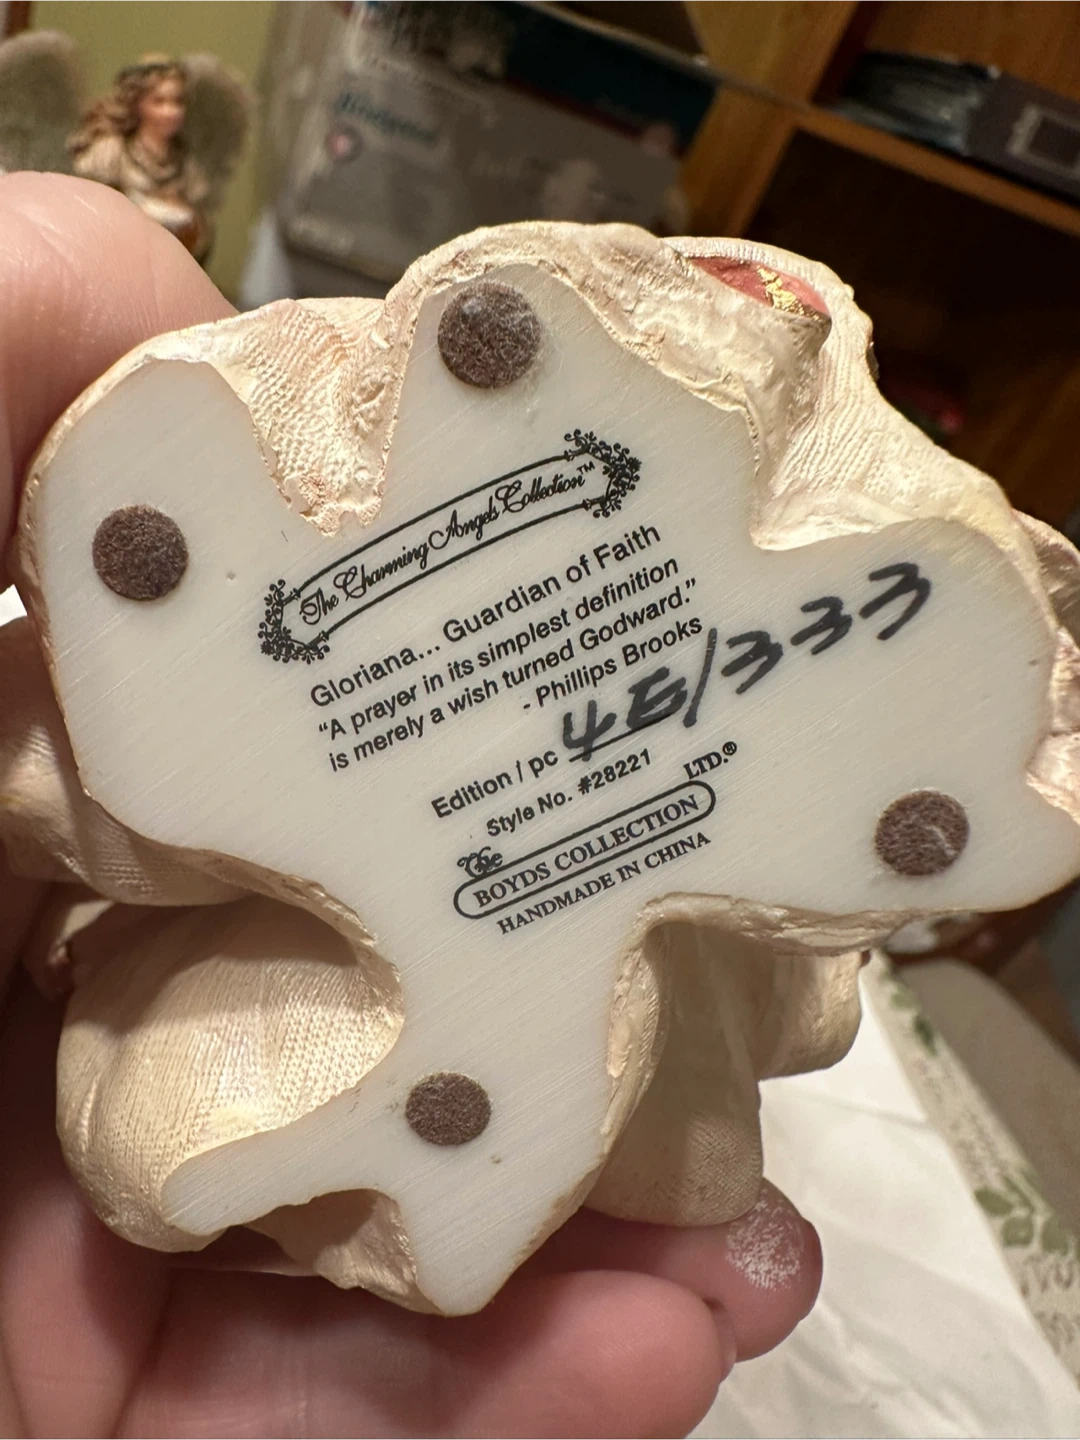 The Charming Angels Collection™
Gloriana... Guardian of Faith
“A prayer in its simplest definition
is merely a wish turned Godward.”
- Phillips Brooks
Edition / pc 4E/333
Style No. #28221
The
BOYDS COLLECTION LTD.®
HANDMADE IN CHINA